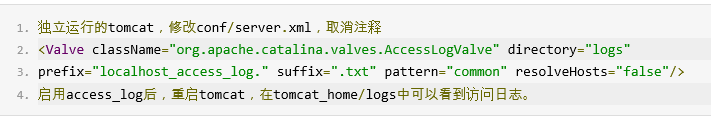 1. 独立运行的tomcat，修改conf/server.xml，取消注释
2. <Valve className="org.apache.catalina.valves.AccessLogValve" directory="logs"
3. prefix="localhost_access_log." suffix=".txt" pattern="common" resolveHosts="false"/>
4. 启用access_log后，重启tomcat，在tomcat_home/logs中可以看到访问日志。